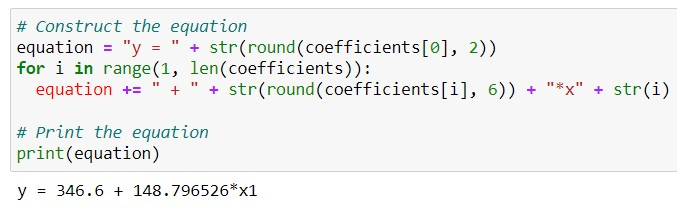 # Construct the equation
equation = "y = " + str(round(coefficients[0], 2))
for i in range(1, len(coefficients)):
  equation += " + " + str(round(coefficients[i], 6)) + "*x" + str(i)

# Print the equation
print(equation)
y = 346.6 + 148.796526*x1